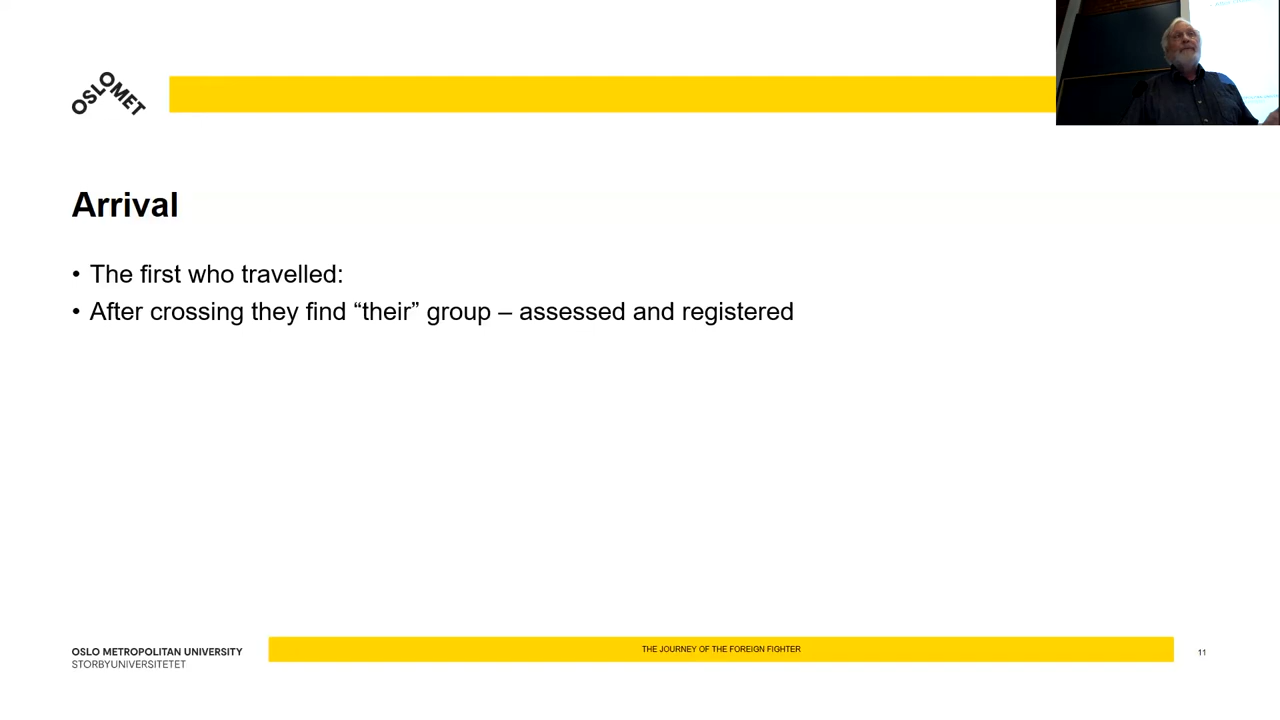 OSLOMET
Arrival
• The first who travelled:
• After crossing they find “their” group – assessed and registered
OSLO METROPOLITAN UNIVERSITY
STORBYUNIVERSITETET
THE JOURNEY OF THE FOREIGN FIGHTER
11